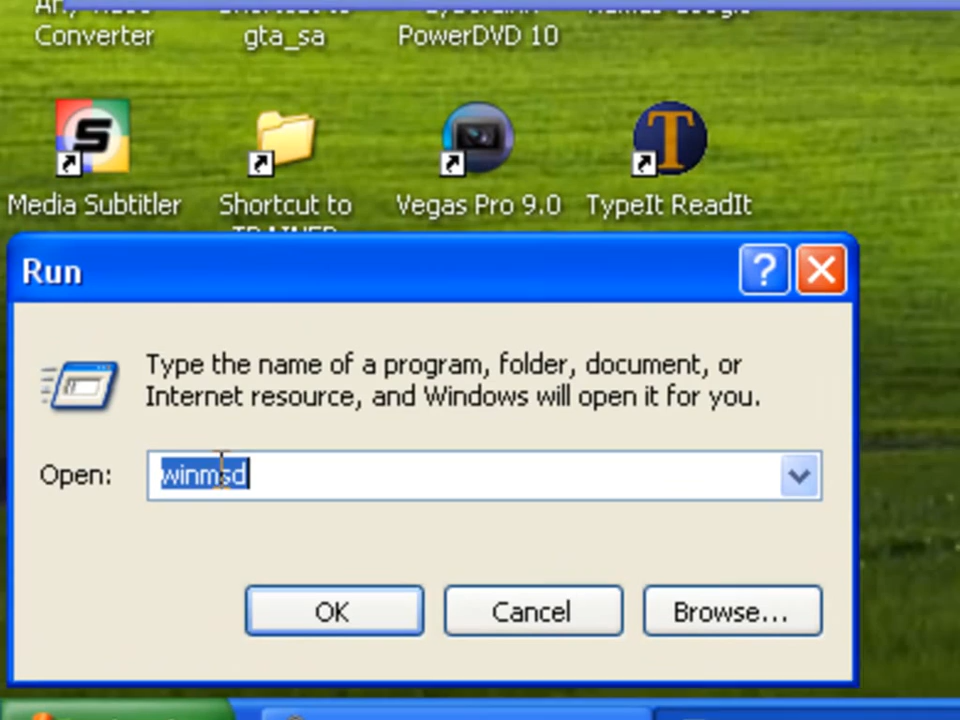 Converter
gta_sa
PowerDVD 10
Media Subtitler
Shortcut to
Vegas Pro 9.0
TypeIt ReadIt
Run
Type the name of a program, folder, document, or
Internet resource, and Windows will open it for you.
Open:
winmsd
OK
Cancel
Browse...